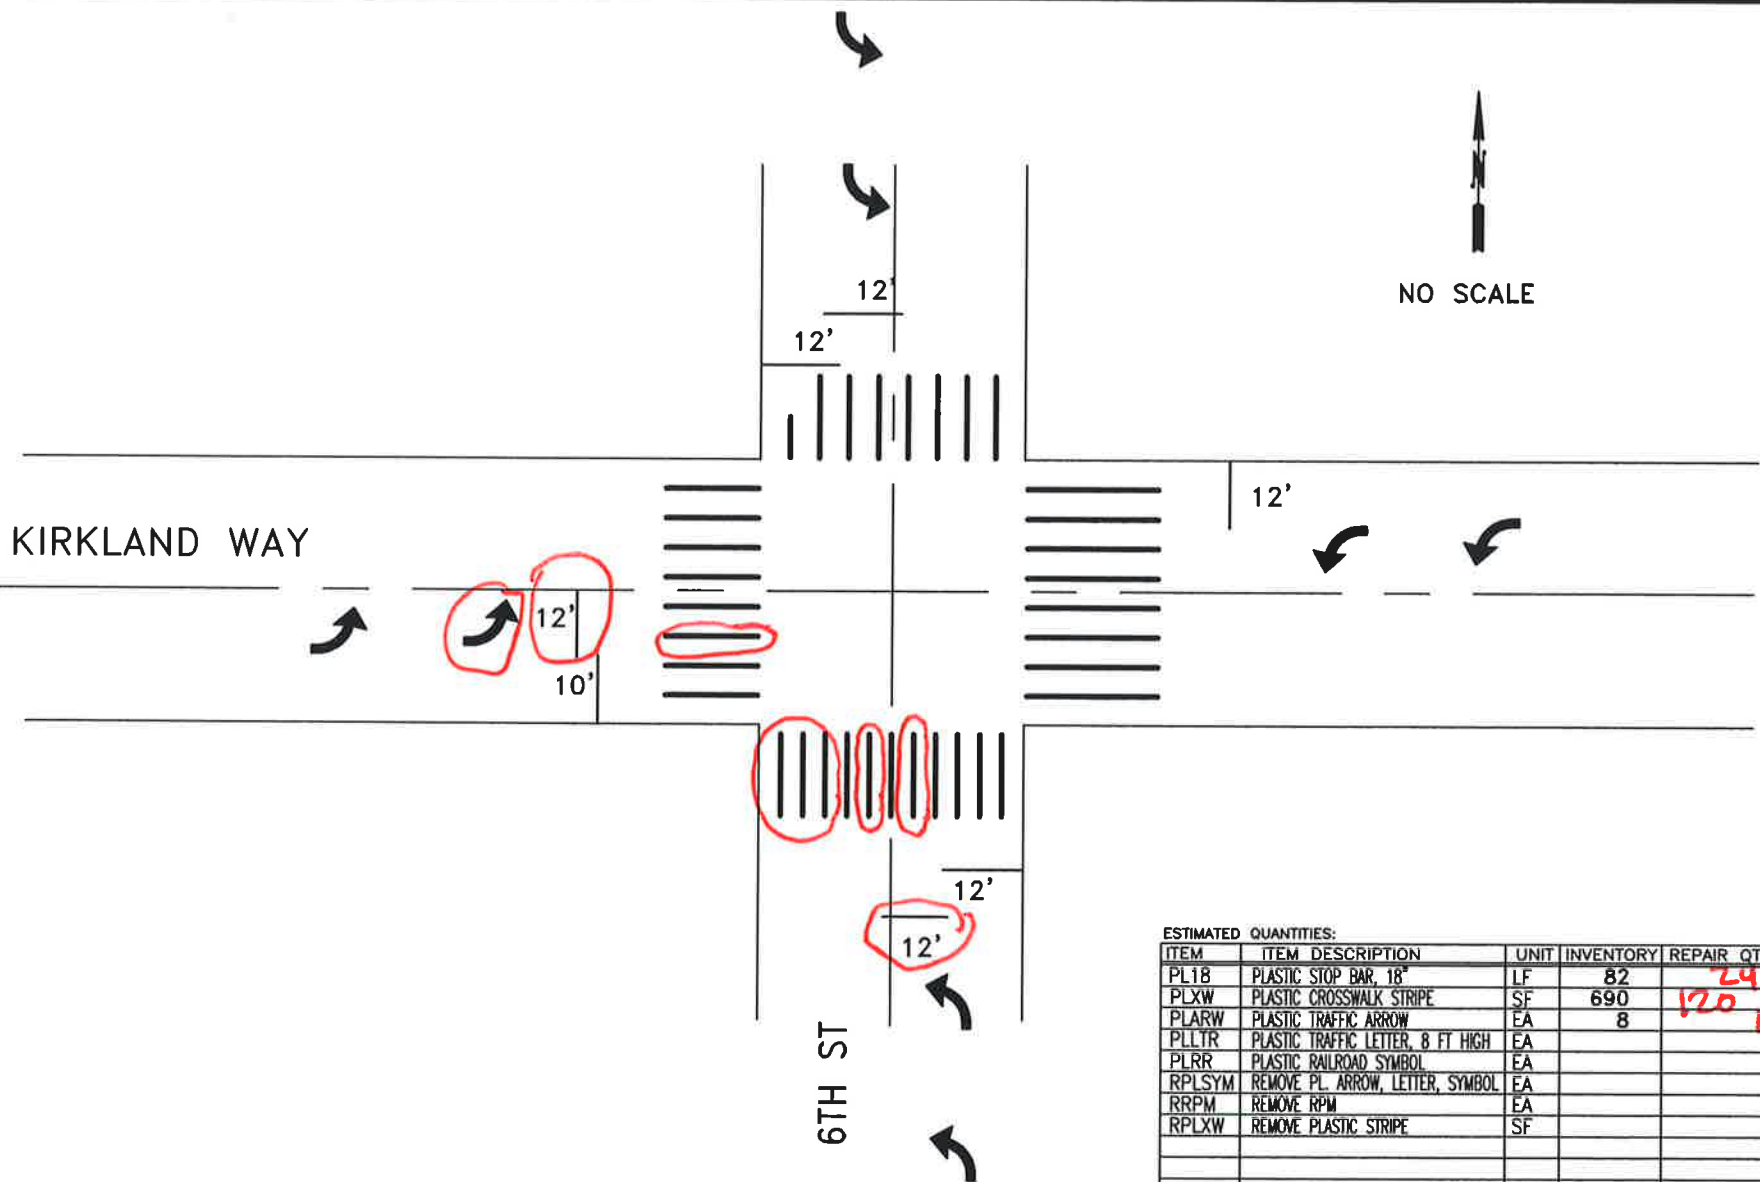 N
NO SCALE
12'
12'
12'
KIRKLAND WAY
12'
10'
12'
12'
6TH ST
ESTIMATED QUANTITIES:
ITEM ITEM DESCRIPTION UNIT INVENTORY REPAIR QT
PL18 PLASTIC STOP BAR, 18" LF 82 24
PLXW PLASTIC CROSSWALK STRIPE SF 690 120
PLARW PLASTIC TRAFFIC ARROW EA 8
PLLTR PLASTIC TRAFFIC LETTER, 8 FT HIGH EA
PLRR PLASTIC RAILROAD SYMBOL EA
RPLSYM REMOVE PL. ARROW, LETTER, SYMBOL EA
RRPM REMOVE RPM EA
RPLXW REMOVE PLASTIC STRIPE SF